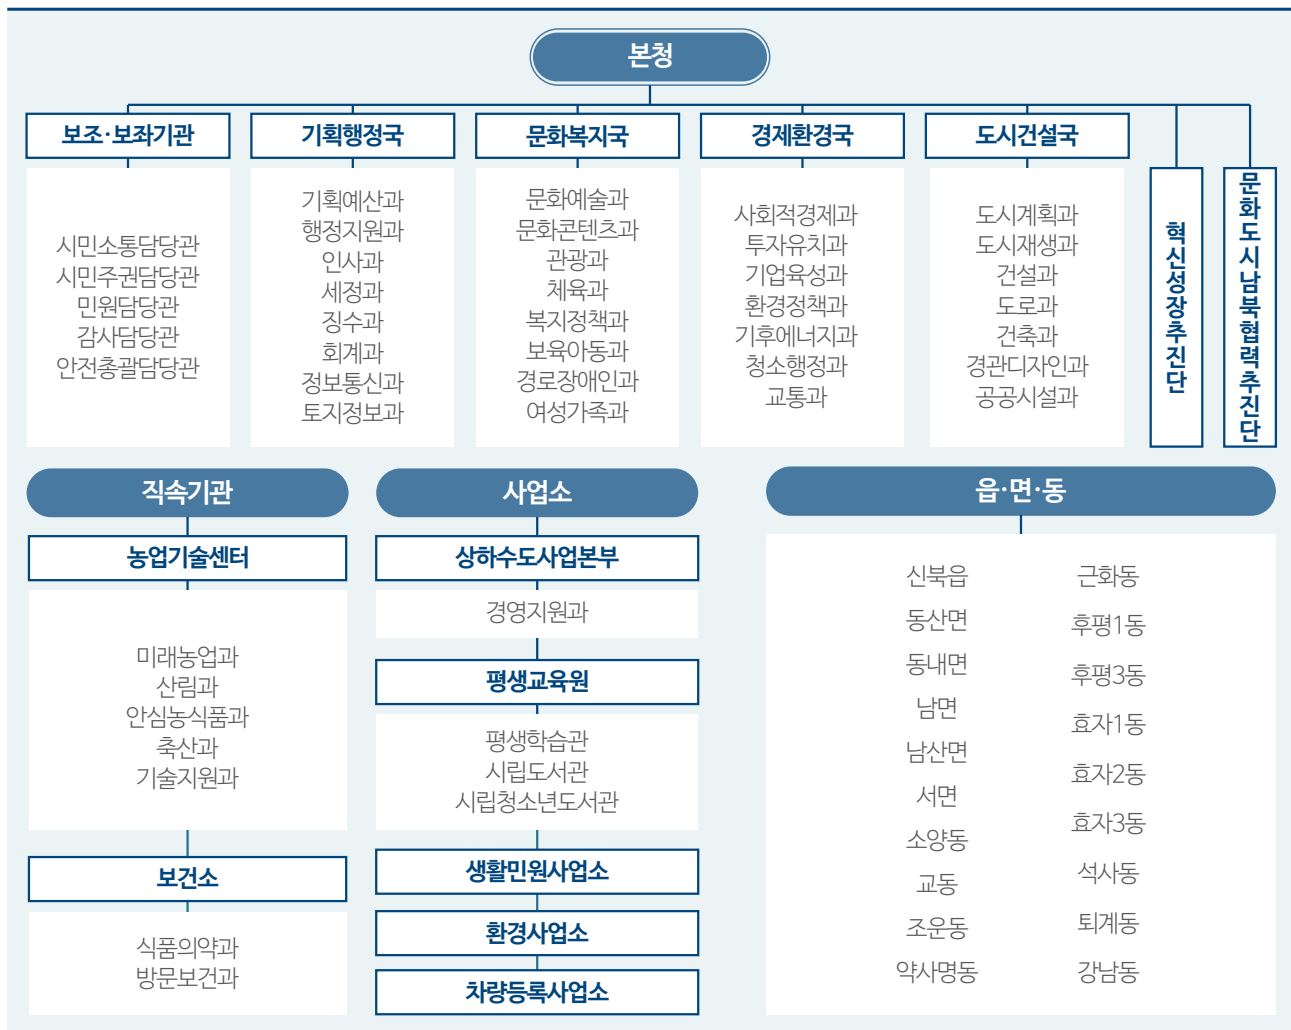 본청
보조·보좌기관
시민소통담당관
시민주권담당관
민원담당관
감사담당관
안전총괄담당관
기획행정국
기획예산과
행정지원과
인사과
세정과
징수과
회계과
정보통신과
토지정보과
문화복지국
문화예술과
문화콘텐츠과
관광과
체육과
복지정책과
보육아동과
경로장애인과
여성가족과
경제환경국
사회적경제과
투자유치과
기업육성과
환경정책과
기후에너지과
청소행정과
교통과
도시건설국
도시계획과
도시재생과
건설과
도로과
건축과
경관디자인과
공공시설과
혁신성장추진단
문화도시남북협력추진단
직속기관
농업기술센터
미래농업과
산림과
안심농식품과
축산과
기술지원과
보건소
식품의약과
방문보건과
사업소
상하수도사업본부
경영지원과
평생교육원
평생학습관
시립도서관
시립청소년도서관
생활민원사업소
환경사업소
차량등록사업소
읍·면·동
신북읍
동산면
동내면
남면
남산면
서면
소양동
교동
조운동
약사명동
근화동
후평1동
후평3동
효자1동
효자2동
효자3동
석사동
퇴계동
강남동